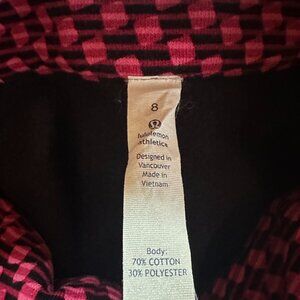 8
lululemon
athletica
Designed in
Vancouver
Made in
Vietnam
Body:
70% COTTON
30% POLYESTER